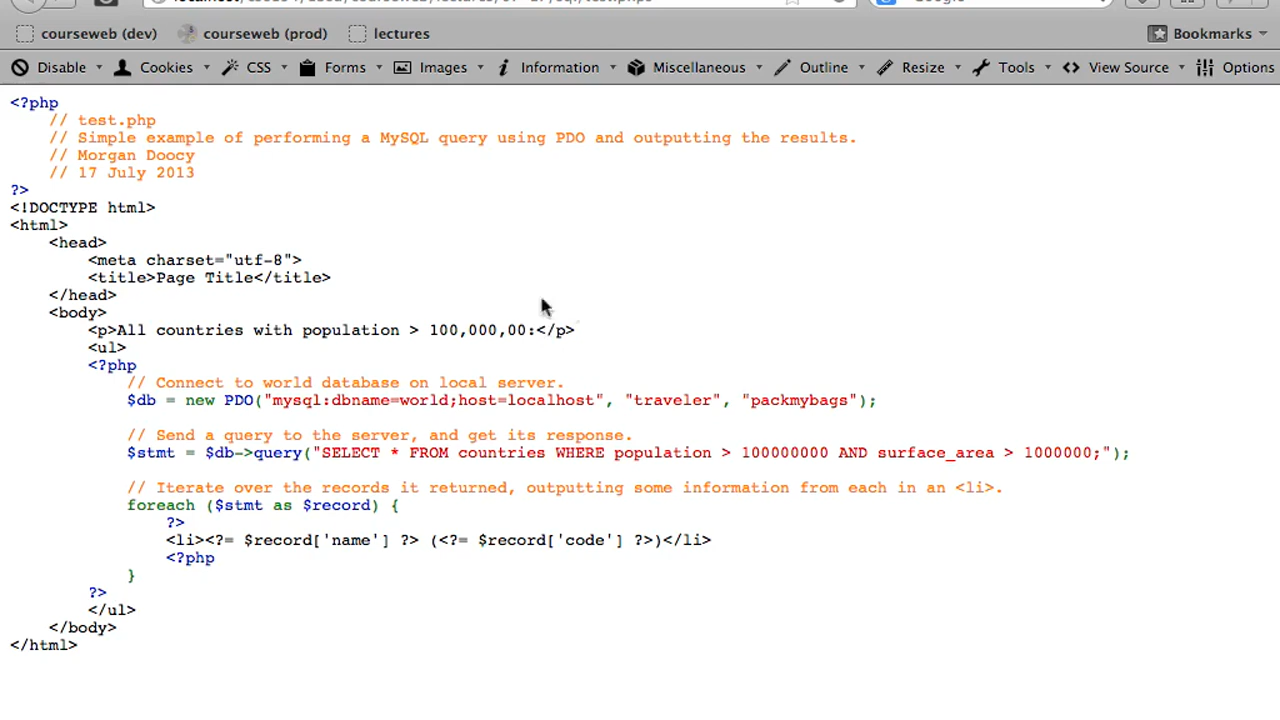 courseweb (dev) courseweb (prod) lectures Bookmarks
Disable Cookies CSS Forms Images Information Miscellaneous Outline Resize Tools View Source Options
<?php
// test.php
// Simple example of performing a MySQL query using PDO and outputting the results.
// Morgan Doocy
// 17 July 2013
?>
<!DOCTYPE html>
<html>
<head>
<meta charset="utf-8">
<title>Page Title</title>
</head>
<body>
<p>All countries with population > 100,000,00:</p>
<ul>
<?php
// Connect to world database on local server.
$db = new PDO("mysql:dbname=world;host=localhost", "traveler", "packmybags");
// Send a query to the server, and get its response.
$stmt = $db->query("SELECT * FROM countries WHERE population > 100000000 AND surface_area > 1000000;");
// Iterate over the records it returned, outputting some information from each in an <li>.
foreach ($stmt as $record) {
?>
<li><?= $record['name'] ?> (<?= $record['code'] ?>)</li>
<?php
}
?>
</ul>
</body>
</html>